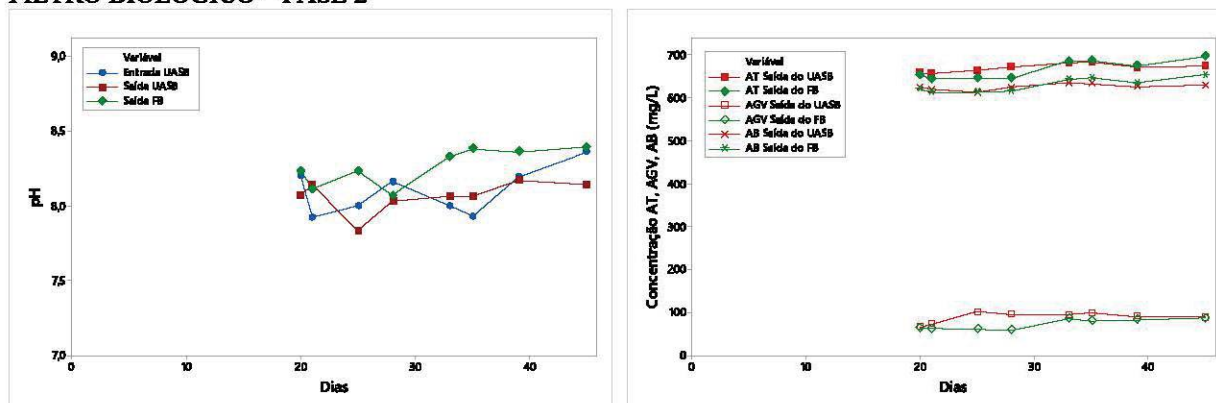 FILTRO BIOLÓGICO – FASE 2
Variável
Entrada UASB
Saída UASB
Saída FB
9,0
8,5
8,0
7,5
7,0
pH
0
10
20
30
40
Dias
Variável
AT Saída do UASB
AT Saída do FB
AGV Saída do UASB
AGV Saída do FB
AB Saída do UASB
AB Saída do FB
700
600
500
400
300
200
100
0
Concentração AT, AGV, AB (mg/L)
0
10
20
30
40
Dias